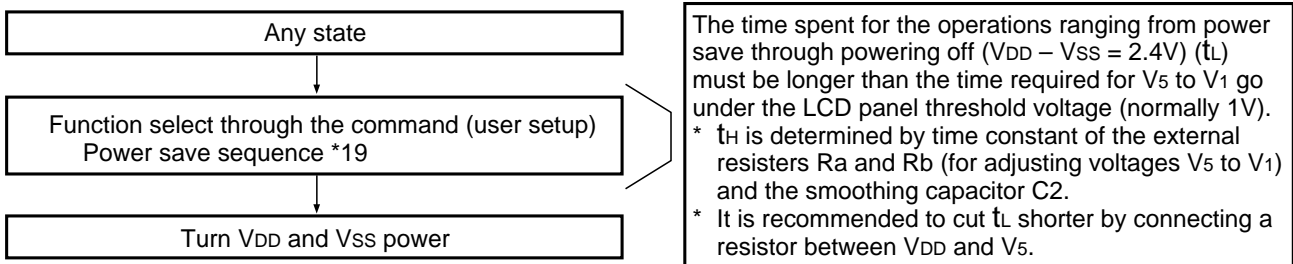 Any state
Function select through the command (user setup)
Power save sequence *19
Turn VDD and VSS power
The time spent for the operations ranging from power
save through powering off (VDD – VSS = 2.4V) (tL)
must be longer than the time required for V5 to V1 go
under the LCD panel threshold voltage (normally 1V).
* tH is determined by time constant of the external
resisters Ra and Rb (for adjusting voltages V5 to V1)
and the smoothing capacitor C2.
* It is recommended to cut tL shorter by connecting a
resistor between VDD and V5.